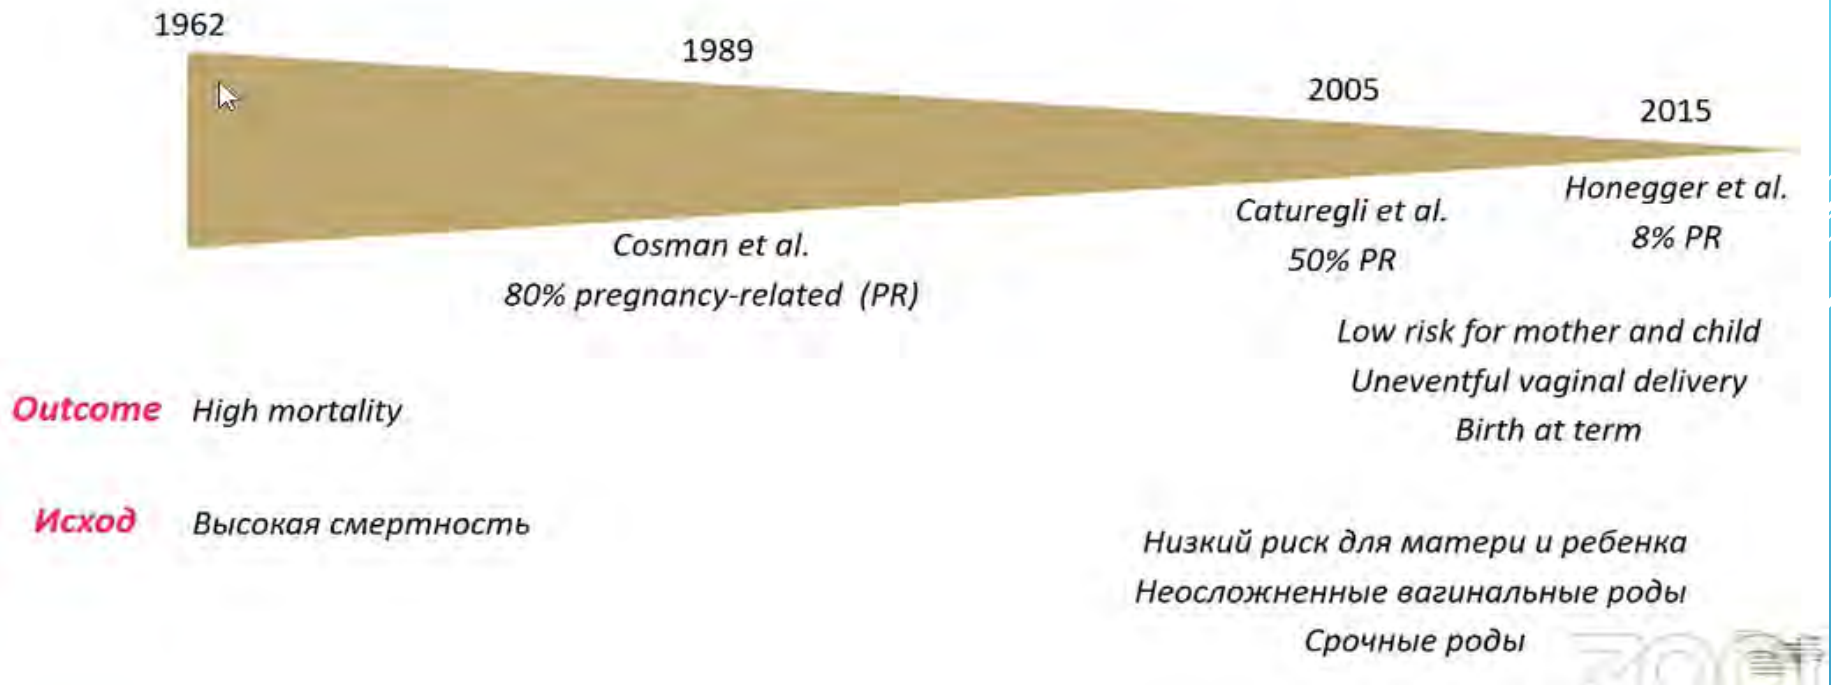 1962
1989
2005
2015
Cosman et al.
80% pregnancy-related (PR)
Caturegli et al.
50% PR
Honegger et al.
8% PR
Low risk for mother and child
Uneventful vaginal delivery
Birth at term
Outcome High mortality
Исход Высокая смертность
Низкий риск для матери и ребенка
Неосложненные вагинальные роды
Срочные роды